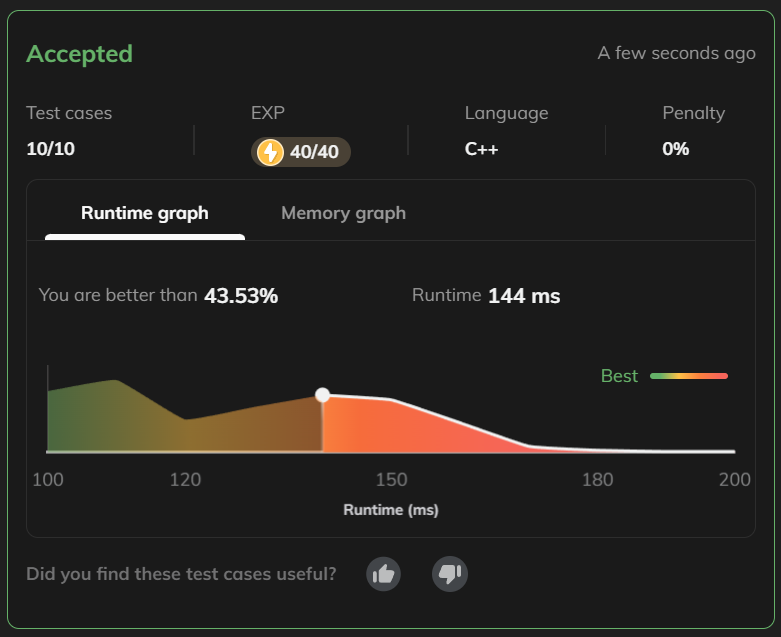 Accepted
A few seconds ago
Test cases EXP Language Penalty
10/10 40/40 C++ 0%
Runtime graph Memory graph
You are better than 43.53% Runtime 144 ms
Best
100 120 150 180 200
Runtime (ms)
Did you find these test cases useful?